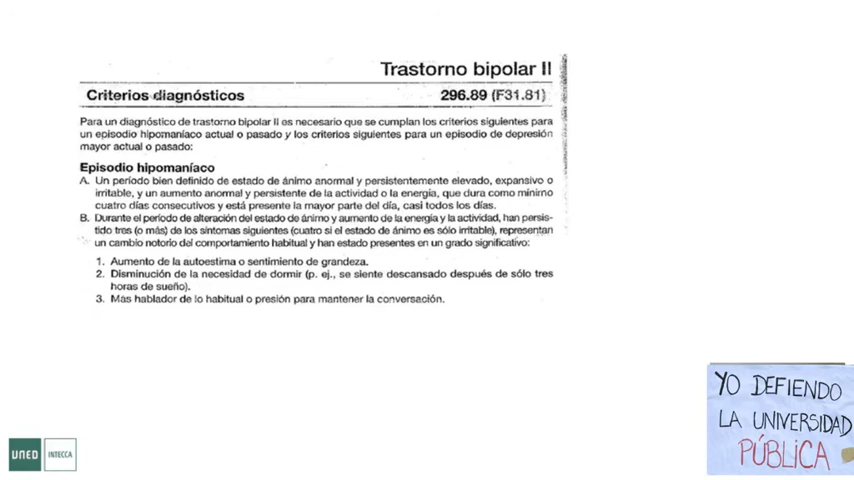 Trastorno bipolar II
Criterios diagnósticos 296.89 (F31.81)
Para un diagnóstico de trastorno bipolar II es necesario que se cumplan los criterios siguientes para
un episodio hipomaníaco actual o pasado y los criterios siguientes para un episodio de depresión
mayor actual o pasado:
Episodio hipomaníaco
A. Un período bien definido de estado de ánimo anormal y persistentemente elevado, expansivo o
irritable, y un aumento anormal y persistente de la actividad o la energía, que dura como mínimo
cuatro días consecutivos y está presente la mayor parte del día, casi todos los días.
B. Durante el período de alteración del estado de ánimo y aumento de la energía y la actividad, han persis-
tido tres (o más) de los síntomas siguientes (cuatro si el estado de ánimo es sólo irritable), representan
un cambio notorio del comportamiento habitual y han estado presentes en un grado significativo:
1. Aumento de la autoestima o sentimiento de grandeza.
2. Disminución de la necesidad de dormir (p. ej., se siente descansado después de sólo tres
horas de sueño).
3. Más hablador de lo habitual o presión para mantener la conversación.
YO DEFIENDO
LA UNIVERSIDAD
PÚBLICA
UNED INTECCA